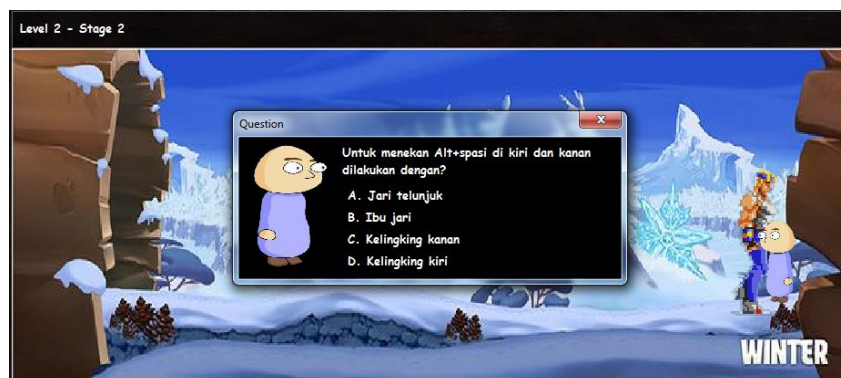 Level 2 - Stage 2
Question
Untuk menekan Alt+spasi di kiri dan kanan
dilakukan dengan?
A. Jari telunjuk
B. Ibu jari
C. Kelingking kanan
D. Kelingking kiri
WINTER